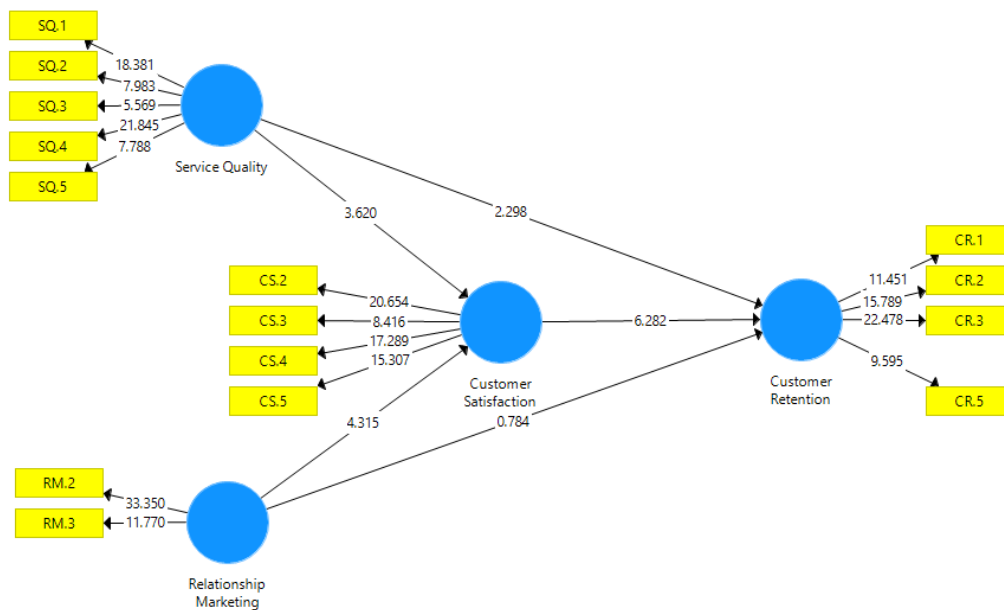 SQ.1
SQ.2
SQ.3
SQ.4
SQ.5
18.381
7.983
5.569
21.845
7.788
Service Quality
3.620
2.298
CS.2
CS.3
CS.4
CS.5
20.654
8.416
17.289
15.307
Customer
Satisfaction
6.282
CR.1
CR.2
CR.3
CR.5
11.451
15.789
22.478
9.595
Customer
Retention
4.315
0.784
RM.2
RM.3
33.350
11.770
Relationship
Marketing